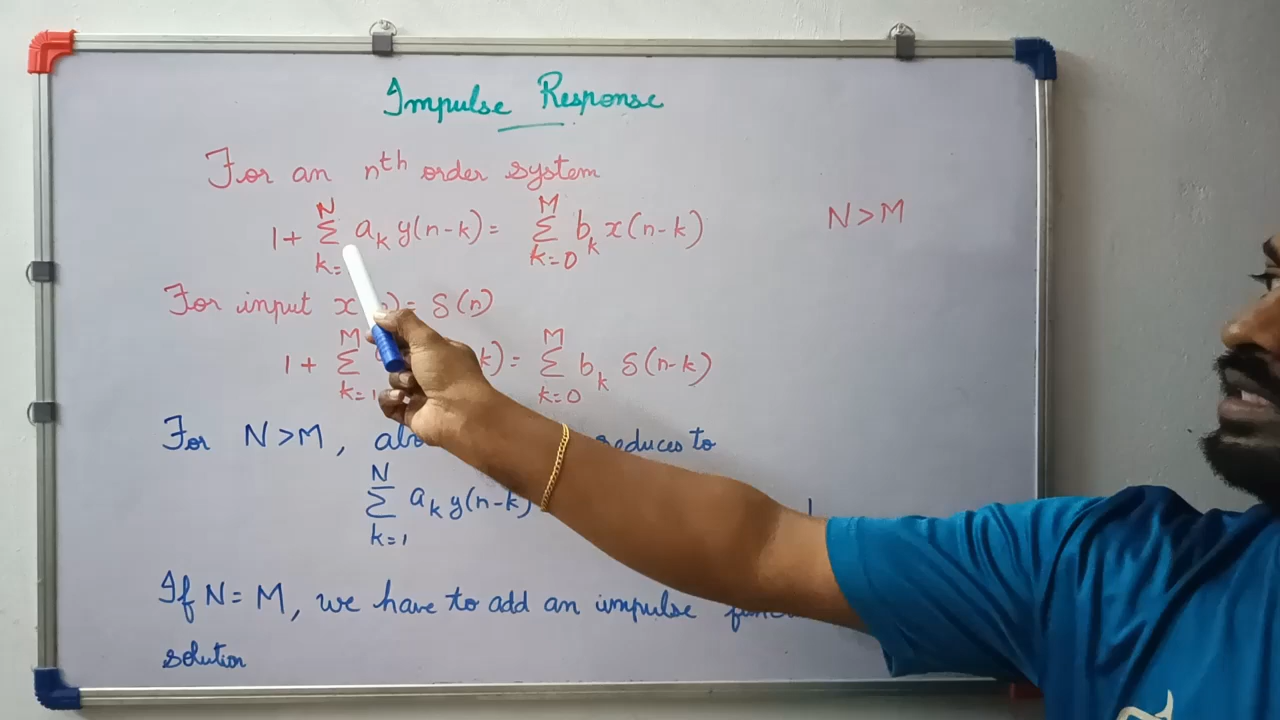 Impulse Response
For an nth order system
1+ Σ N k= aₖ y(n-k) = Σ M k=0 bₖ x(n-k) N>M
For input x )= δ(n)
1+ Σ M k=1 k)= Σ M k=0 bₖ δ(n-k)
For N>M, reduces to
Σ N k=1 aₖ y(n-k)
If N=M, we have to add an impulse
solution